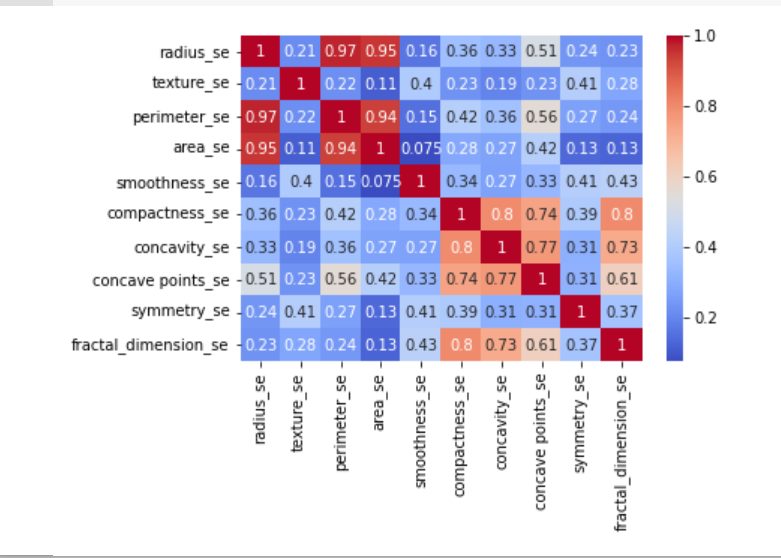 radius_se 1 0.21 0.97 0.95 0.16 0.36 0.33 0.51 0.24 0.23
texture_se 0.21 1 0.22 0.11 0.4 0.23 0.19 0.23 0.41 0.28
perimeter_se 0.97 0.22 1 0.94 0.15 0.42 0.36 0.56 0.27 0.24
area_se 0.95 0.11 0.94 1 0.075 0.28 0.27 0.42 0.13 0.13
smoothness_se 0.16 0.4 0.15 0.075 1 0.34 0.27 0.33 0.41 0.43
compactness_se 0.36 0.23 0.42 0.28 0.34 1 0.8 0.74 0.39 0.8
concavity_se 0.33 0.19 0.36 0.27 0.27 0.8 1 0.77 0.31 0.73
concave points_se 0.51 0.23 0.56 0.42 0.33 0.74 0.77 1 0.31 0.61
symmetry_se 0.24 0.41 0.27 0.13 0.41 0.39 0.31 0.31 1 0.37
fractal_dimension_se 0.23 0.28 0.24 0.13 0.43 0.8 0.73 0.61 0.37 1
radius_se
texture_se
perimeter_se
area_se
smoothness_se
compactness_se
concavity_se
concave points_se
symmetry_se
fractal_dimension_se
1.0
0.8
0.6
0.4
0.2